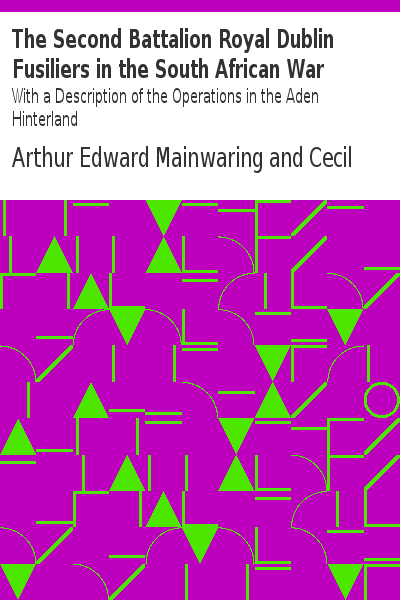 The Second Battalion Royal Dublin
Fusiliers in the South African War
With a Description of the Operations in the Aden
Hinterland
Arthur Edward Mainwaring and Cecil